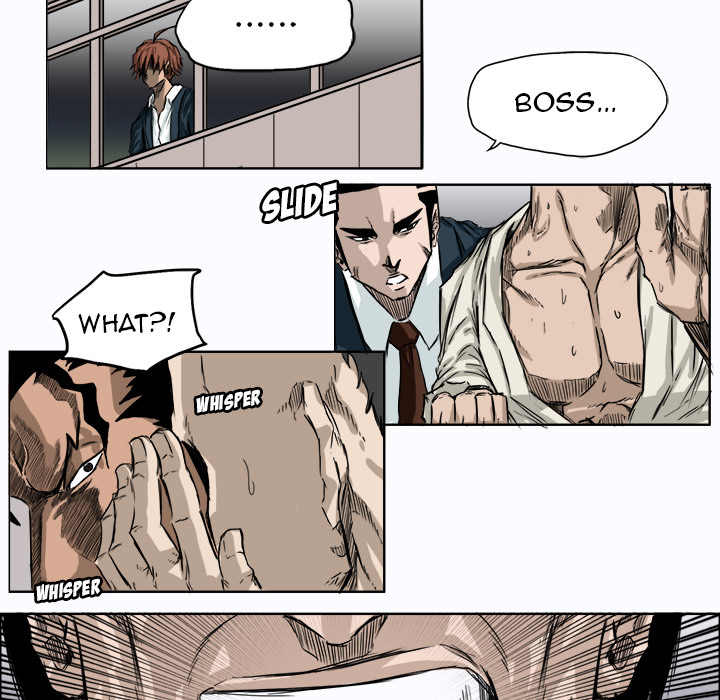 ......
BOSS...
SLIDE
WHAT?!
WHISPER
WHISPER